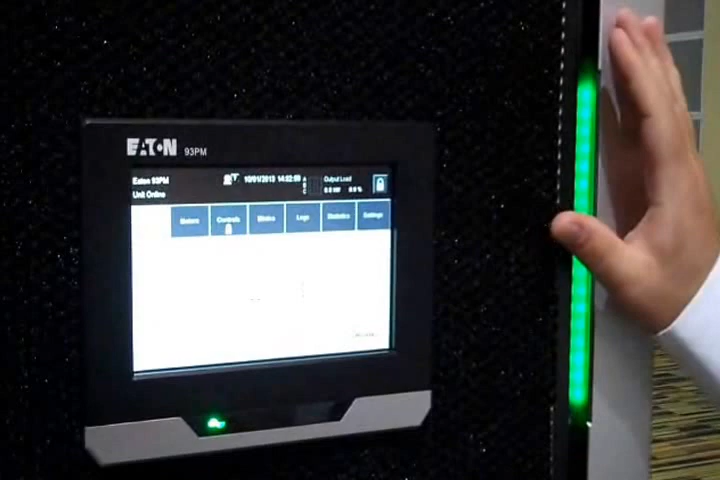 EATON 93PM
Eaton 93PM
Unit Online
10/01/2013 14:02:59
Output Load
Meters Controls Mimics Logs Statistics Settings